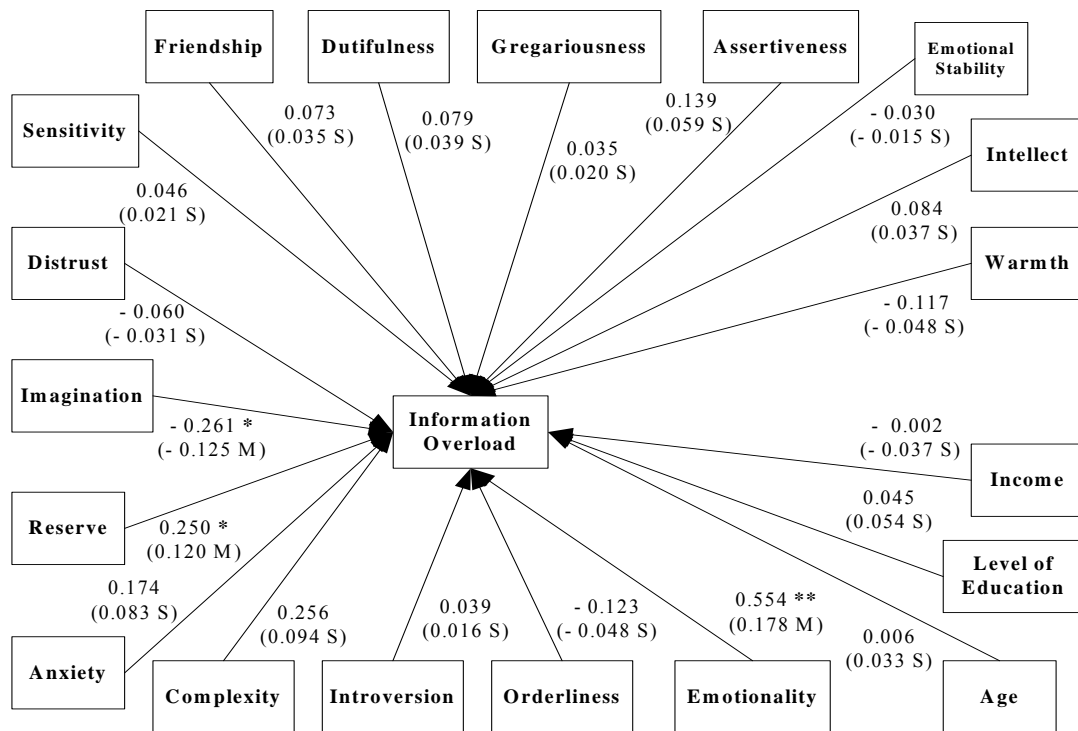 Friendship
Dutifulness
Gregariousness
Assertiveness
Emotional
Stability
Sensitivity
0.073
(0.035 S)
0.079
(0.039 S)
0.035
(0.020 S)
0.139
(0.059 S)
- 0.030
(- 0.015 S)
Intellect
0.046
(0.021 S)
0.084
(0.037 S)
Distrust
Warmth
- 0.060
(- 0.031 S)
-0.117
(- 0.048 S)
Imagination
- 0.261 *
(- 0.125 M)
Information
Overload
- 0.002
(- 0.037 S)
Income
Reserve
0.250 *
(0.120 M)
0.045
(0.054 S)
Level of
Education
0.174
(0.083 S)
0.256
(0.094 S)
0.039
(0.016 S)
- 0.123
(- 0.048 S)
0.554 **
(0.178 M)
0.006
(0.033 S)
Anxiety
Complexity
Introversion
Orderliness
Emotionality
Age